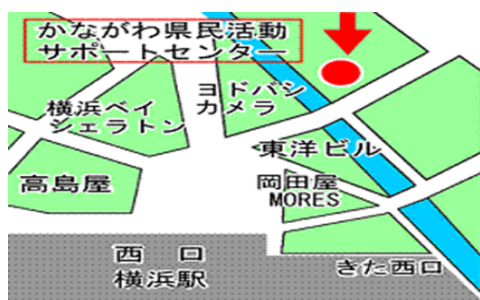 かながわ県民活動
サポートセンター
ヨドバシ
カメラ
横浜ベイ
シェラトン
東洋ビル
高島屋
岡田屋
MORES
西　口
横浜駅
きた西口